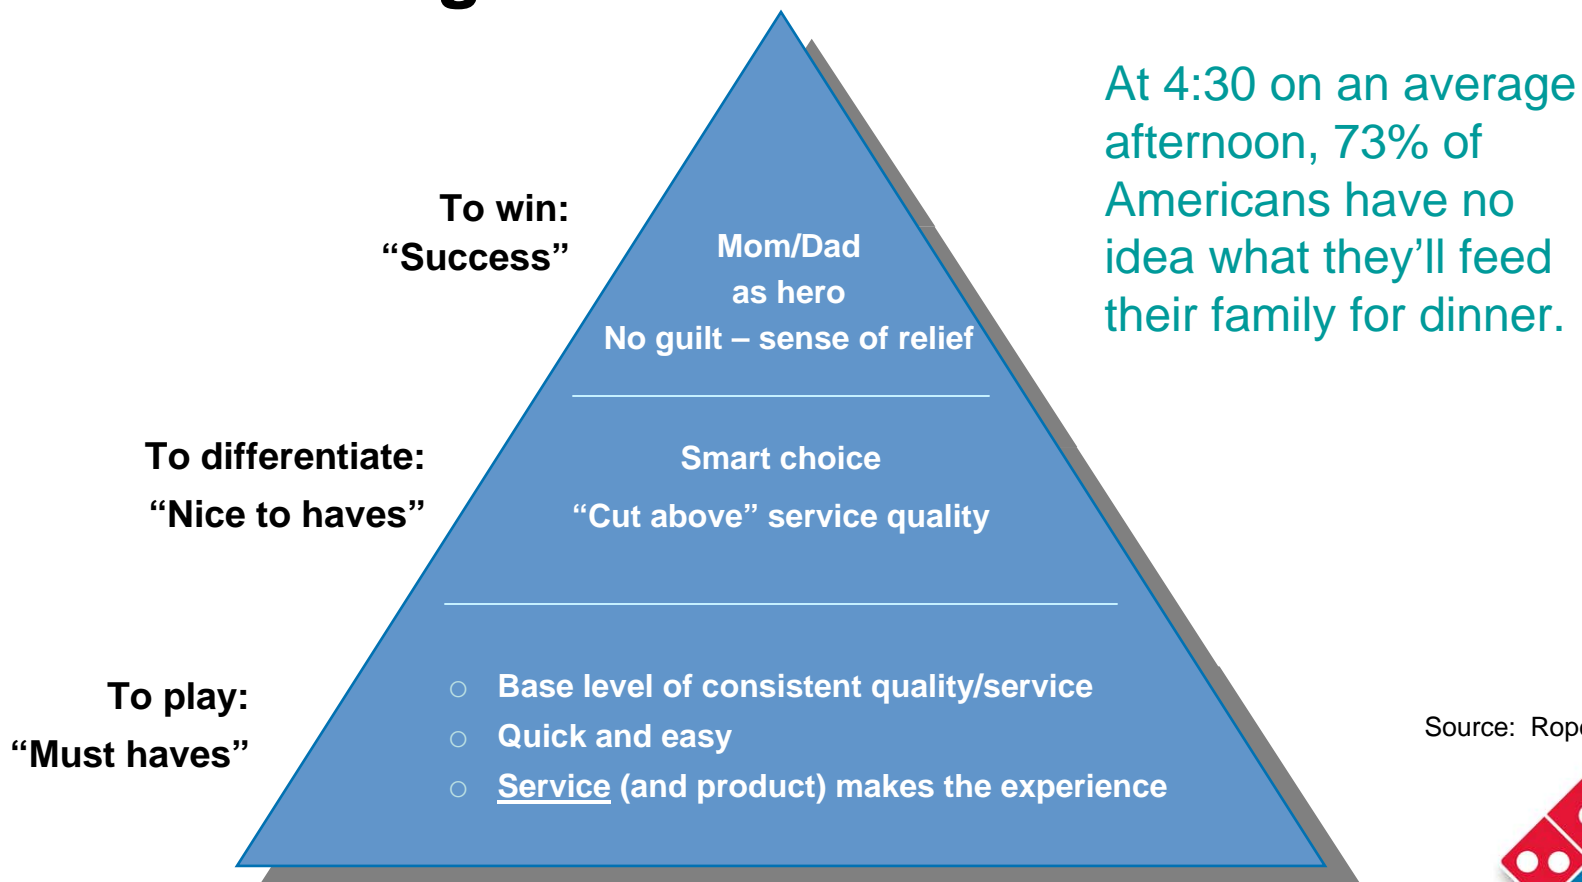 At 4:30 on an average
afternoon, 73% of
Americans have no
idea what they’ll feed
their family for dinner.
To win:
“Success”
Mom/Dad
as hero
No guilt – sense of relief
To differentiate:
“Nice to haves”
Smart choice
“Cut above” service quality
To play:
“Must haves”
○ Base level of consistent quality/service
○ Quick and easy
○ Service (and product) makes the experience
Source: Rope